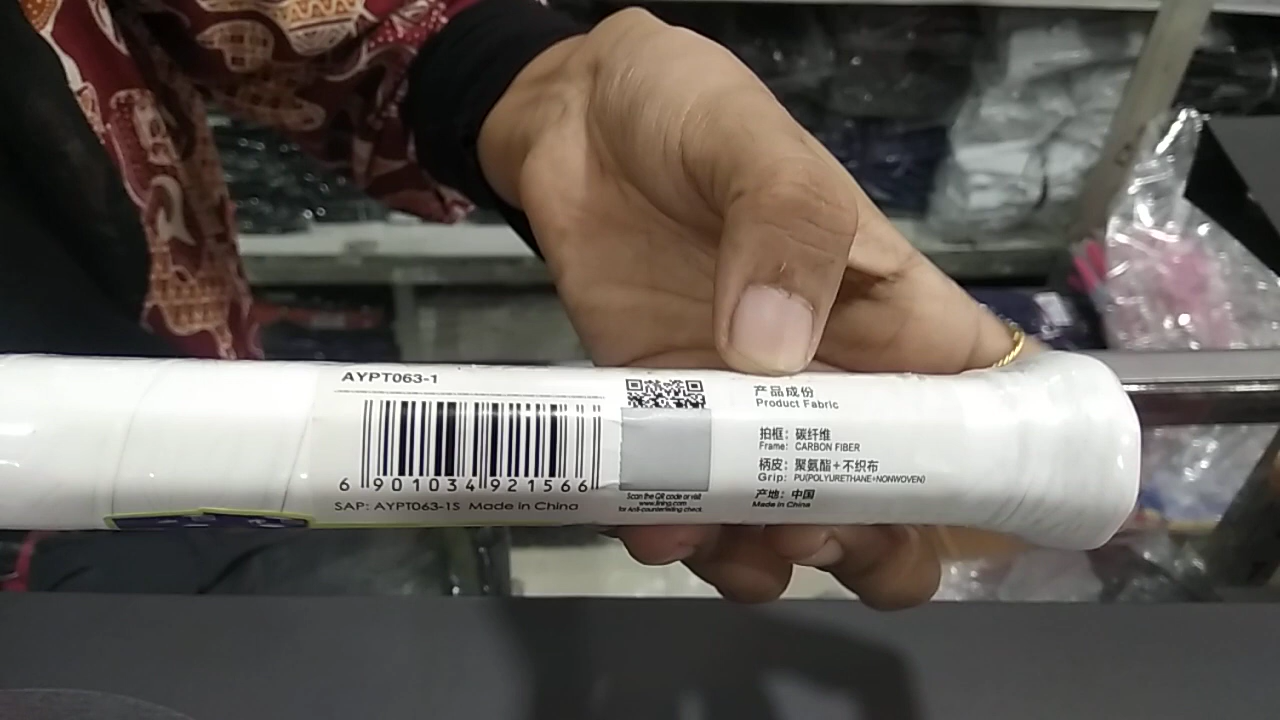 AYPT063-1
6 901034 921566
SAP: AYPT063-1S Made in China
Scan the QR code or visit
www.lining.com
for Anti-counterfeiting check.
产品成份
Product Fabric
拍框：碳纤维
Frame: CARBON FIBER
柄皮：聚氨酯+不织布
Grip: PU(POLYURETHANE+NONWOVEN)
产地：中国
Made in China